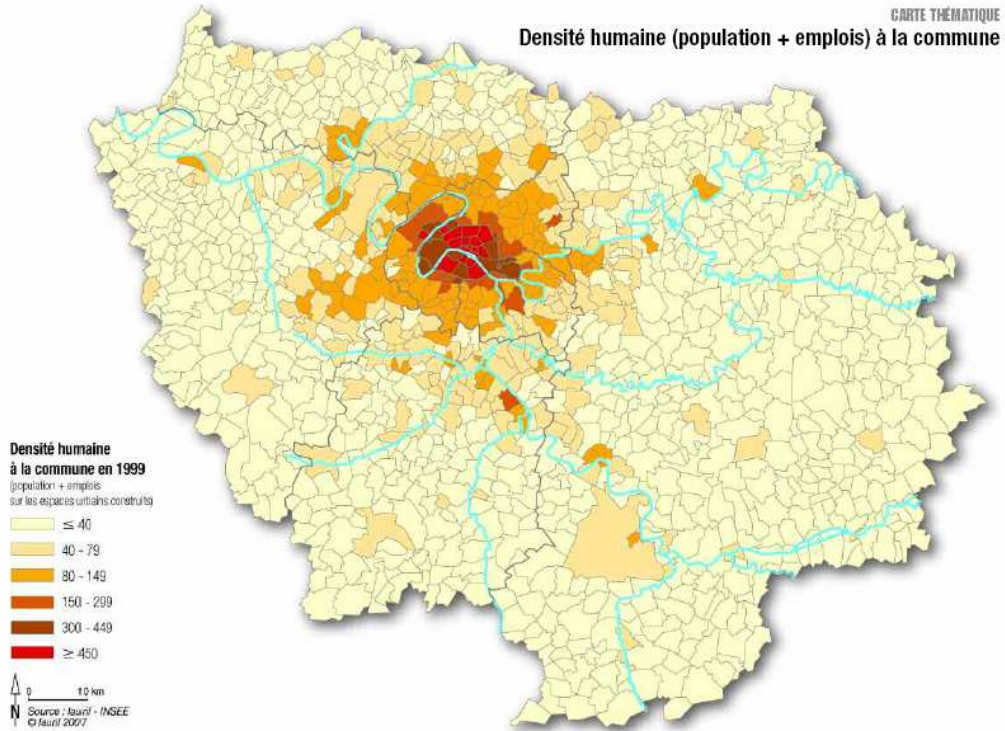 CARTE THÉMATIQUE
Densité humaine (population + emplois) à la commune
Densité humaine
à la commune en 1999
(population + emplois
sur les espaces urbains construits)
≤ 40
40 - 79
80 - 149
150 - 299
300 - 449
≥ 450
0 10 km
N
Source : Iaurif - INSEE
© Iaurif 2007